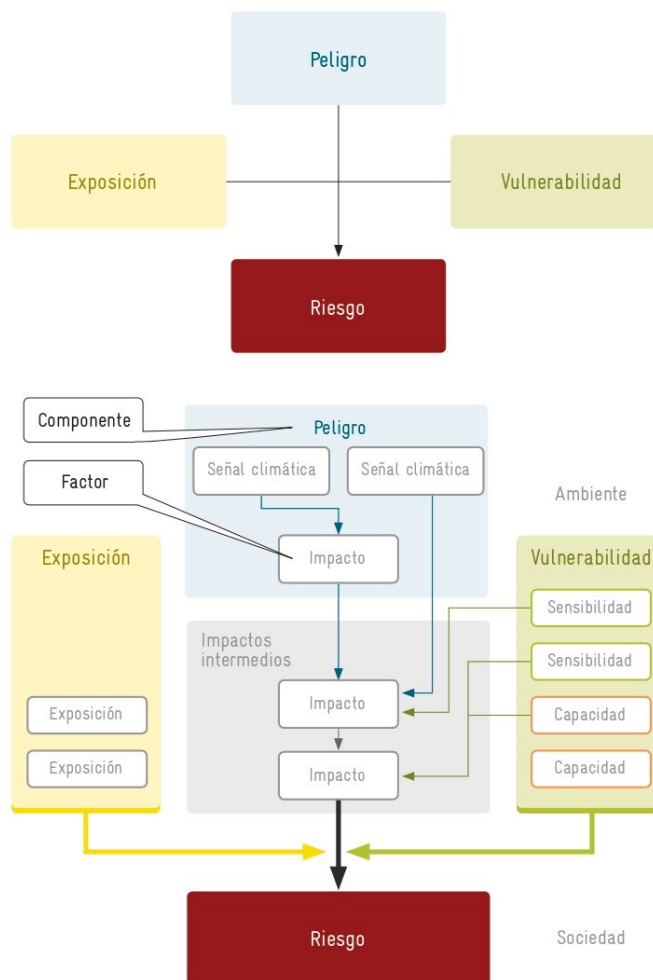 Peligro
Exposición
Vulnerabilidad
Riesgo
Componente
Peligro
Señal climática
Señal climática
Factor
Ambiente
Impacto
Exposición
Vulnerabilidad
Sensibilidad
Impactos
intermedios
Sensibilidad
Impacto
Exposición
Capacidad
Impacto
Exposición
Capacidad
Riesgo
Sociedad